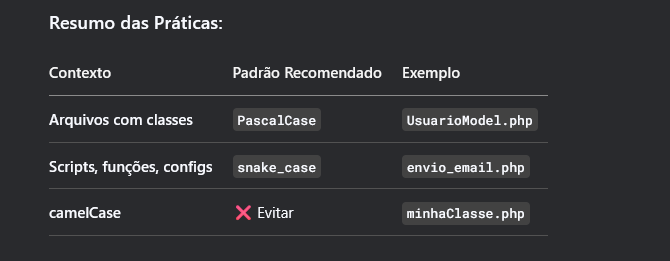 Resumo das Práticas:
Contexto Padrão Recomendado Exemplo
Arquivos com classes PascalCase UsuarioModel.php
Scripts, funções, configs snake_case envio_email.php
camelCase ❌ Evitar minhaClasse.php